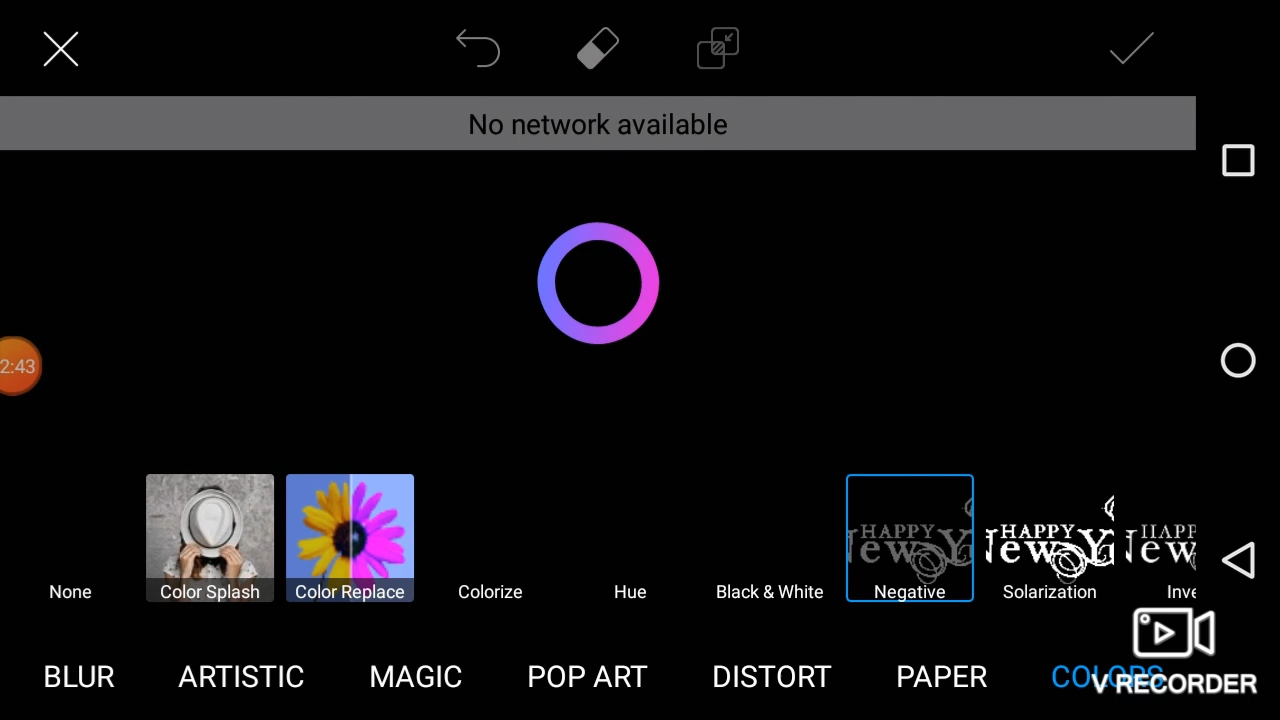 No network available
2:43
None
Color Splash
Color Replace
Colorize
Hue
Black & White
Negative
Solarization
Inve
HAPPY
New Y
HAPPY
New Y
HAPP
New
BLUR
ARTISTIC
MAGIC
POP ART
DISTORT
PAPER
COLORS
V RECORDER